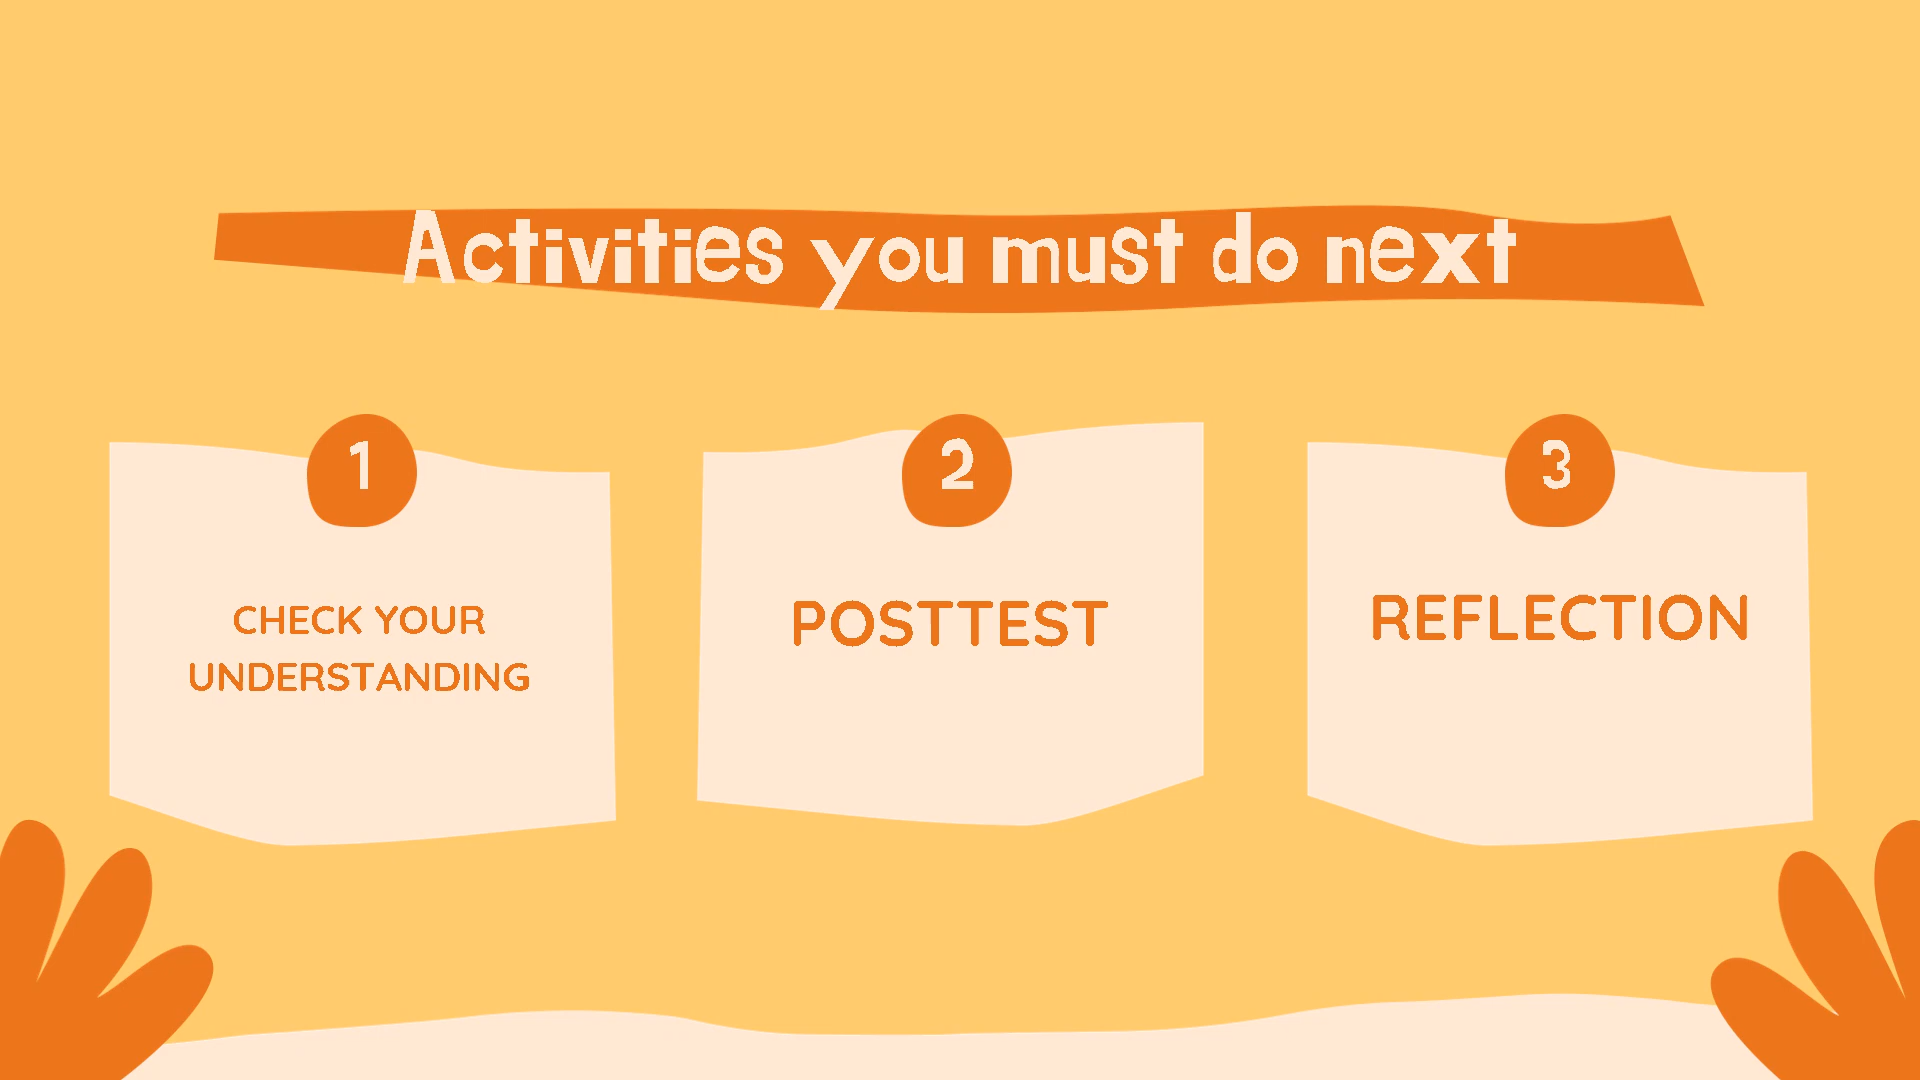 Activities you must do next
1
CHECK YOUR
UNDERSTANDING
2
POSTTEST
3
REFLECTION